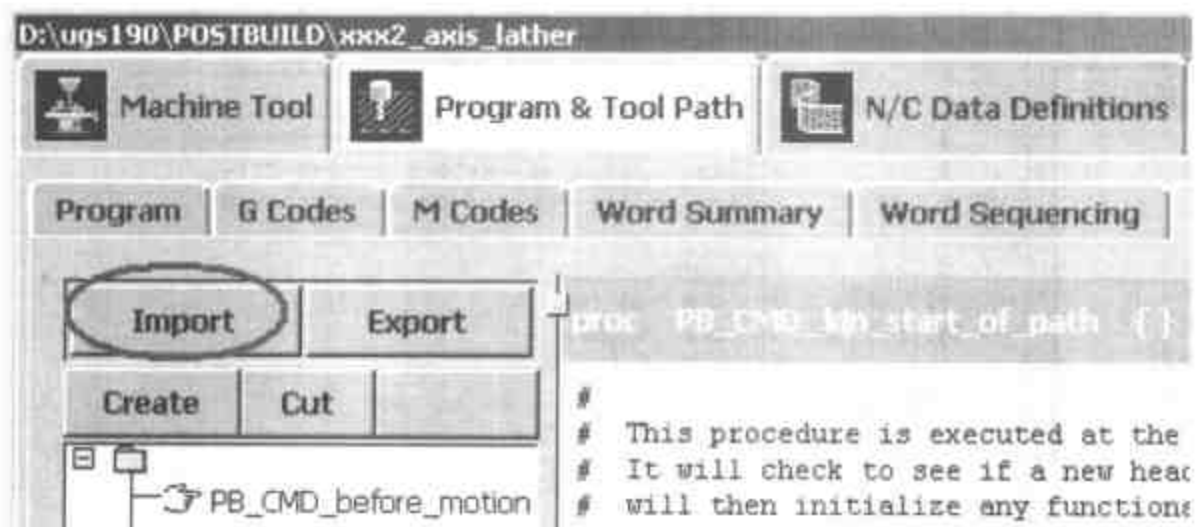 D:\ugs190\POSTBUILD\xxx2_axis_lather
Machine Tool Program & Tool Path N/C Data Definitions
Program G Codes M Codes Word Summary Word Sequencing
Import Export
proc PB_CMD_kin_start_of_path {}
Create Cut
#
# This procedure is executed at the
# It will check to see if a new head
PB_CMD_before_motion
# will then initialize any functions